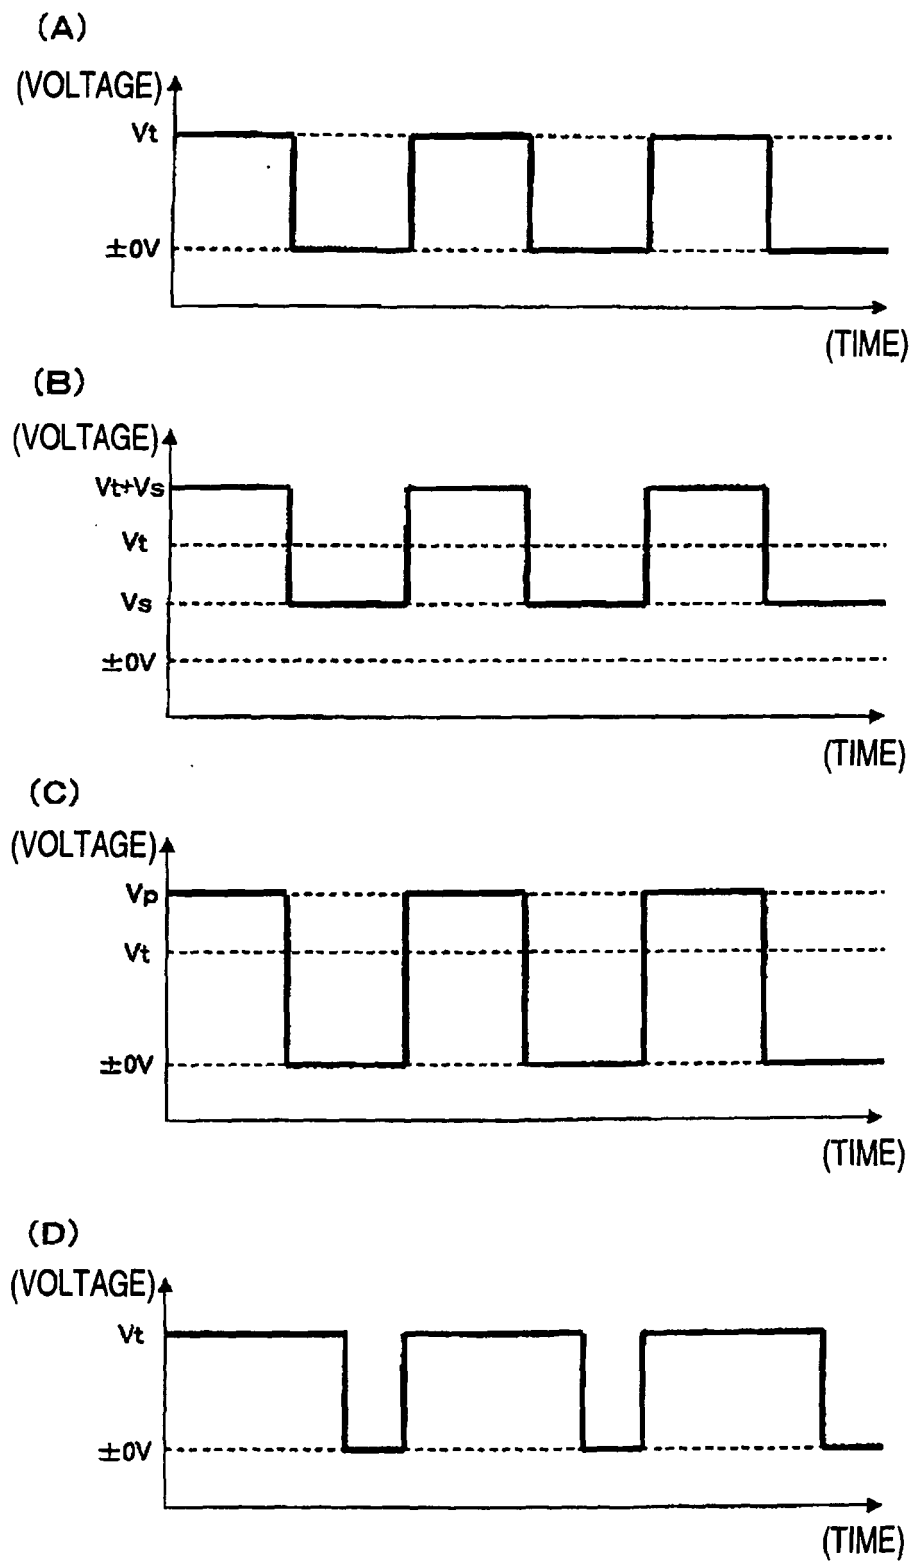 (A)
(VOLTAGE)
Vt
±0V
(TIME)
(B)
(VOLTAGE)
Vt+Vs
Vt
Vs
±0V
(TIME)
(C)
(VOLTAGE)
Vp
Vt
±0V
(TIME)
(D)
(VOLTAGE)
Vt
±0V
(TIME)